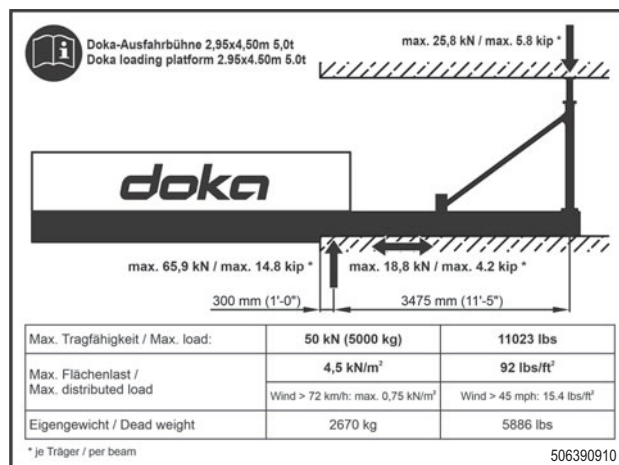 Doka-Ausfahrbühne 2,95x4,50m 5,0t
Doka loading platform 2.95x4.50m 5.0t
max. 25,8 kN / max. 5.8 kip *
doka
max. 65,9 kN / max. 14.8 kip *
max. 18,8 kN / max. 4.2 kip *
300 mm (1'-0")
3475 mm (11'-5")
Max. Tragfähigkeit / Max. load:
50 kN (5000 kg)
11023 lbs
Max. Flächenlast /
Max. distributed load
4,5 kN/m²
92 lbs/ft²
Wind > 72 km/h: max. 0,75 kN/m²
Wind > 45 mph: 15.4 lbs/ft²
Eigengewicht / Dead weight
2670 kg
5886 lbs
* je Träger / per beam
506390910